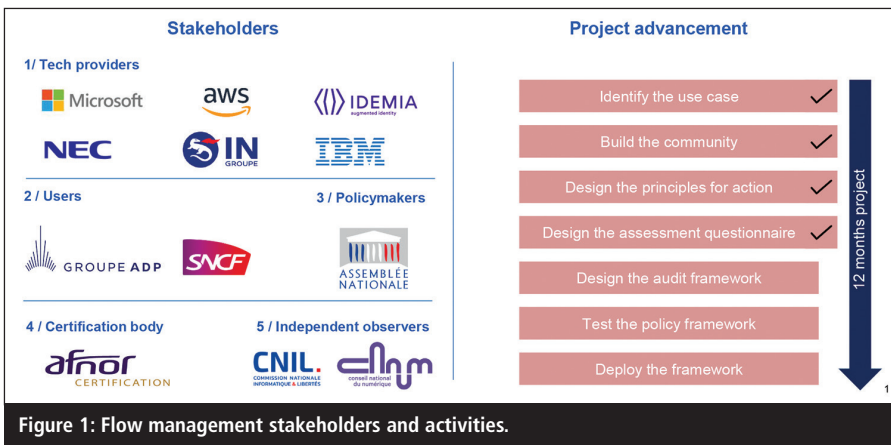 Stakeholders
1/ Tech providers
Microsoft
aws
IDEMIA
augmented identity
NEC
IN
GROUPE
IBM
2 / Users
3 / Policymakers
GROUPE ADP
SNCF
ASSEMBLÉE
NATIONALE
4 / Certification body
5 / Independent observers
afnor
CERTIFICATION
CNIL.
COMMISSION NATIONALE
INFORMATIQUE & LIBERTÉS
cnnum
conseil national
du numérique
Project advancement
Identify the use case
Build the community
Design the principles for action
Design the assessment questionnaire
Design the audit framework
Test the policy framework
Deploy the framework
12 months project
1
Figure 1: Flow management stakeholders and activities.